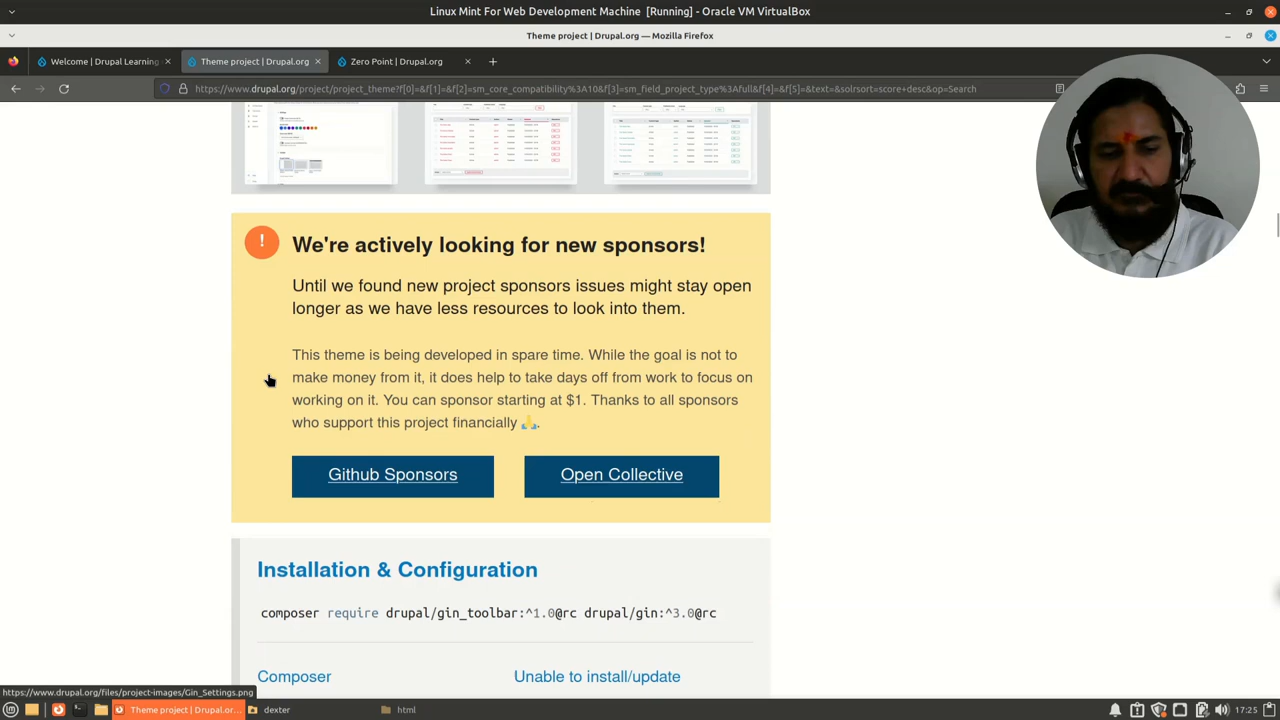 Linux Mint For Web Development Machine [Running] - Oracle VM VirtualBox
Theme project | Drupal.org — Mozilla Firefox
Welcome | Drupal Learning
Theme project | Drupal.org
Zero Point | Drupal.org
https://www.drupal.org/project/project_theme?f[0]=&f[1]=&f[2]=sm_core_compatibility%3A10&f[3]=sm_field_project_type%3Afull&f[4]=&f[5]=&text=&solrsort=score+desc&op=Search
!
We're actively looking for new sponsors!
Until we found new project sponsors issues might stay open
longer as we have less resources to look into them.
This theme is being developed in spare time. While the goal is not to
make money from it, it does help to take days off from work to focus on
working on it. You can sponsor starting at $1. Thanks to all sponsors
who support this project financially 🙏.
Github Sponsors
Open Collective
Installation & Configuration
composer require drupal/gin_toolbar:^1.0@rc drupal/gin:^3.0@rc
Composer
Unable to install/update
https://www.drupal.org/files/project-images/Gin_Settings.png
Theme project | Drupal.or...
dexter
html
17:25